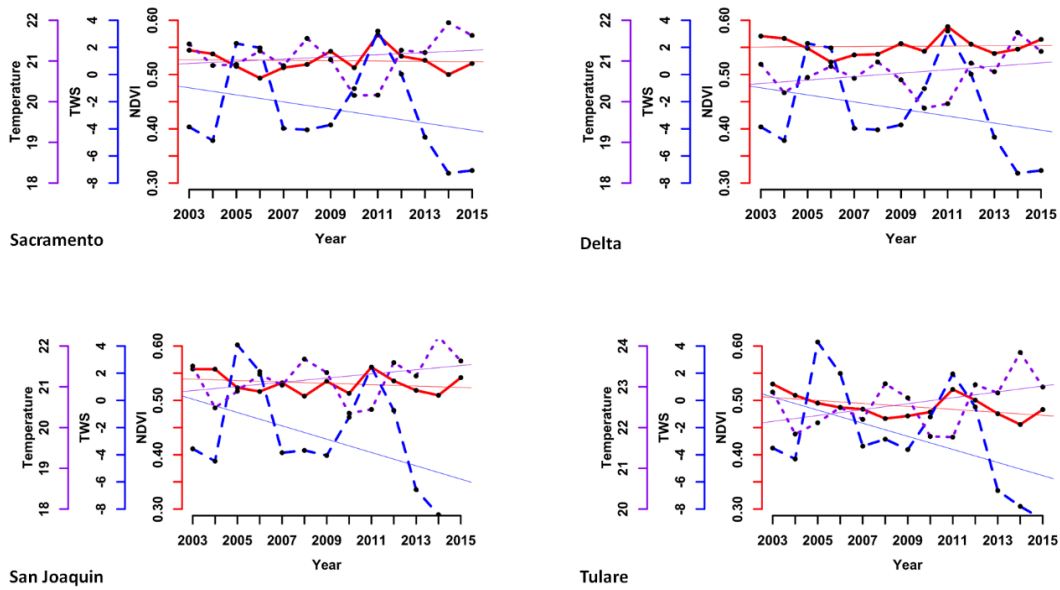 Temperature
18 19 20 21 22
TWS
-8 -6 -4 -2 0 2 4
NDVI
0.30 0.40 0.50 0.60
2003 2005 2007 2009 2011 2013 2015
Year
Sacramento
Temperature
18 19 20 21 22
TWS
-8 -6 -4 -2 0 2 4
NDVI
0.30 0.40 0.50 0.60
2003 2005 2007 2009 2011 2013 2015
Year
Delta
Temperature
18 19 20 21 22
TWS
-8 -6 -4 -2 0 2 4
NDVI
0.30 0.40 0.50 0.60
2003 2005 2007 2009 2011 2013 2015
Year
San Joaquin
Temperature
20 21 22 23 24
TWS
-8 -6 -4 -2 0 2 4
NDVI
0.30 0.40 0.50 0.60
2003 2005 2007 2009 2011 2013 2015
Year
Tulare